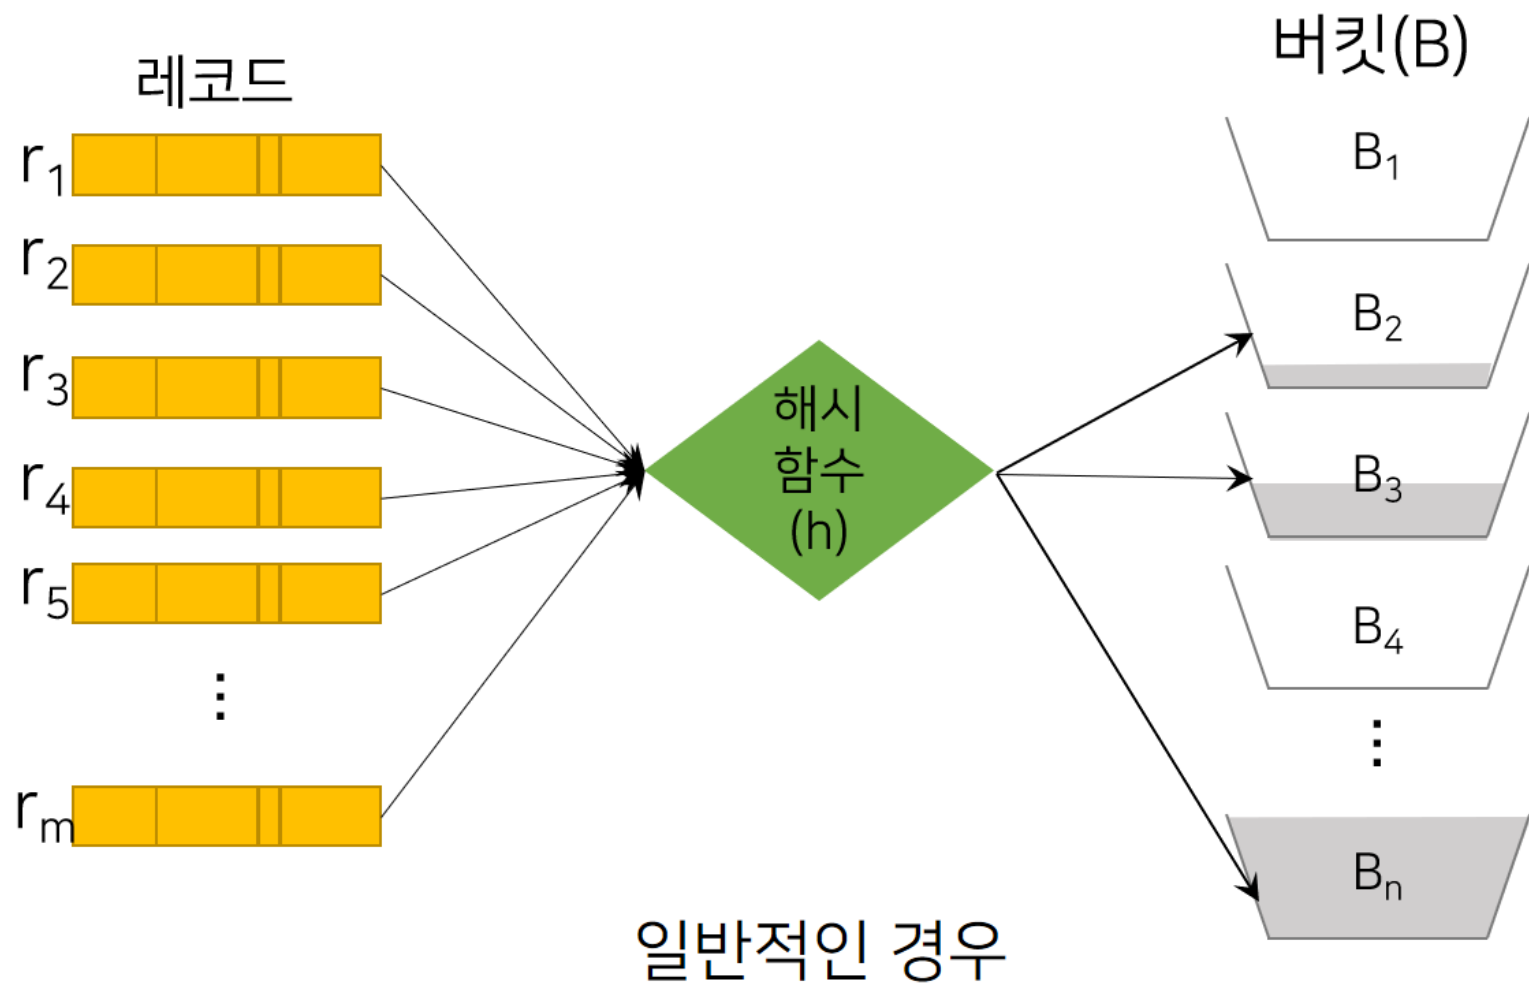 레코드
버킷(B)
r₁
r₂
r₃
r₄
r₅
⋮
rₘ
해시
함수
(h)
B₁
B₂
B₃
B₄
⋮
Bₙ
일반적인 경우